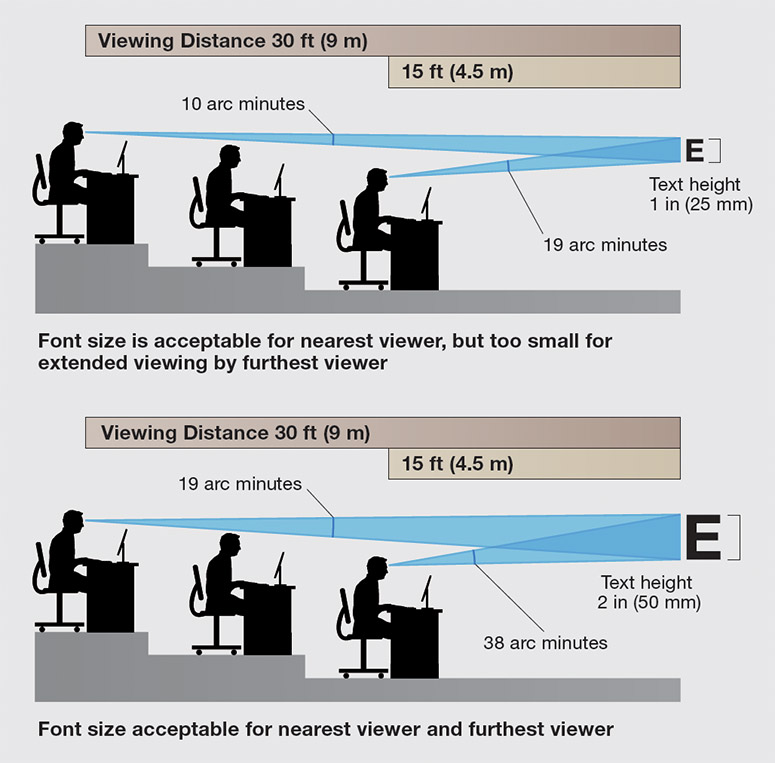 Viewing Distance 30 ft (9 m)
15 ft (4.5 m)
10 arc minutes
E
Text height
1 in (25 mm)
19 arc minutes
Font size is acceptable for nearest viewer, but too small for
extended viewing by furthest viewer
Viewing Distance 30 ft (9 m)
15 ft (4.5 m)
19 arc minutes
E
Text height
2 in (50 mm)
38 arc minutes
Font size acceptable for nearest viewer and furthest viewer